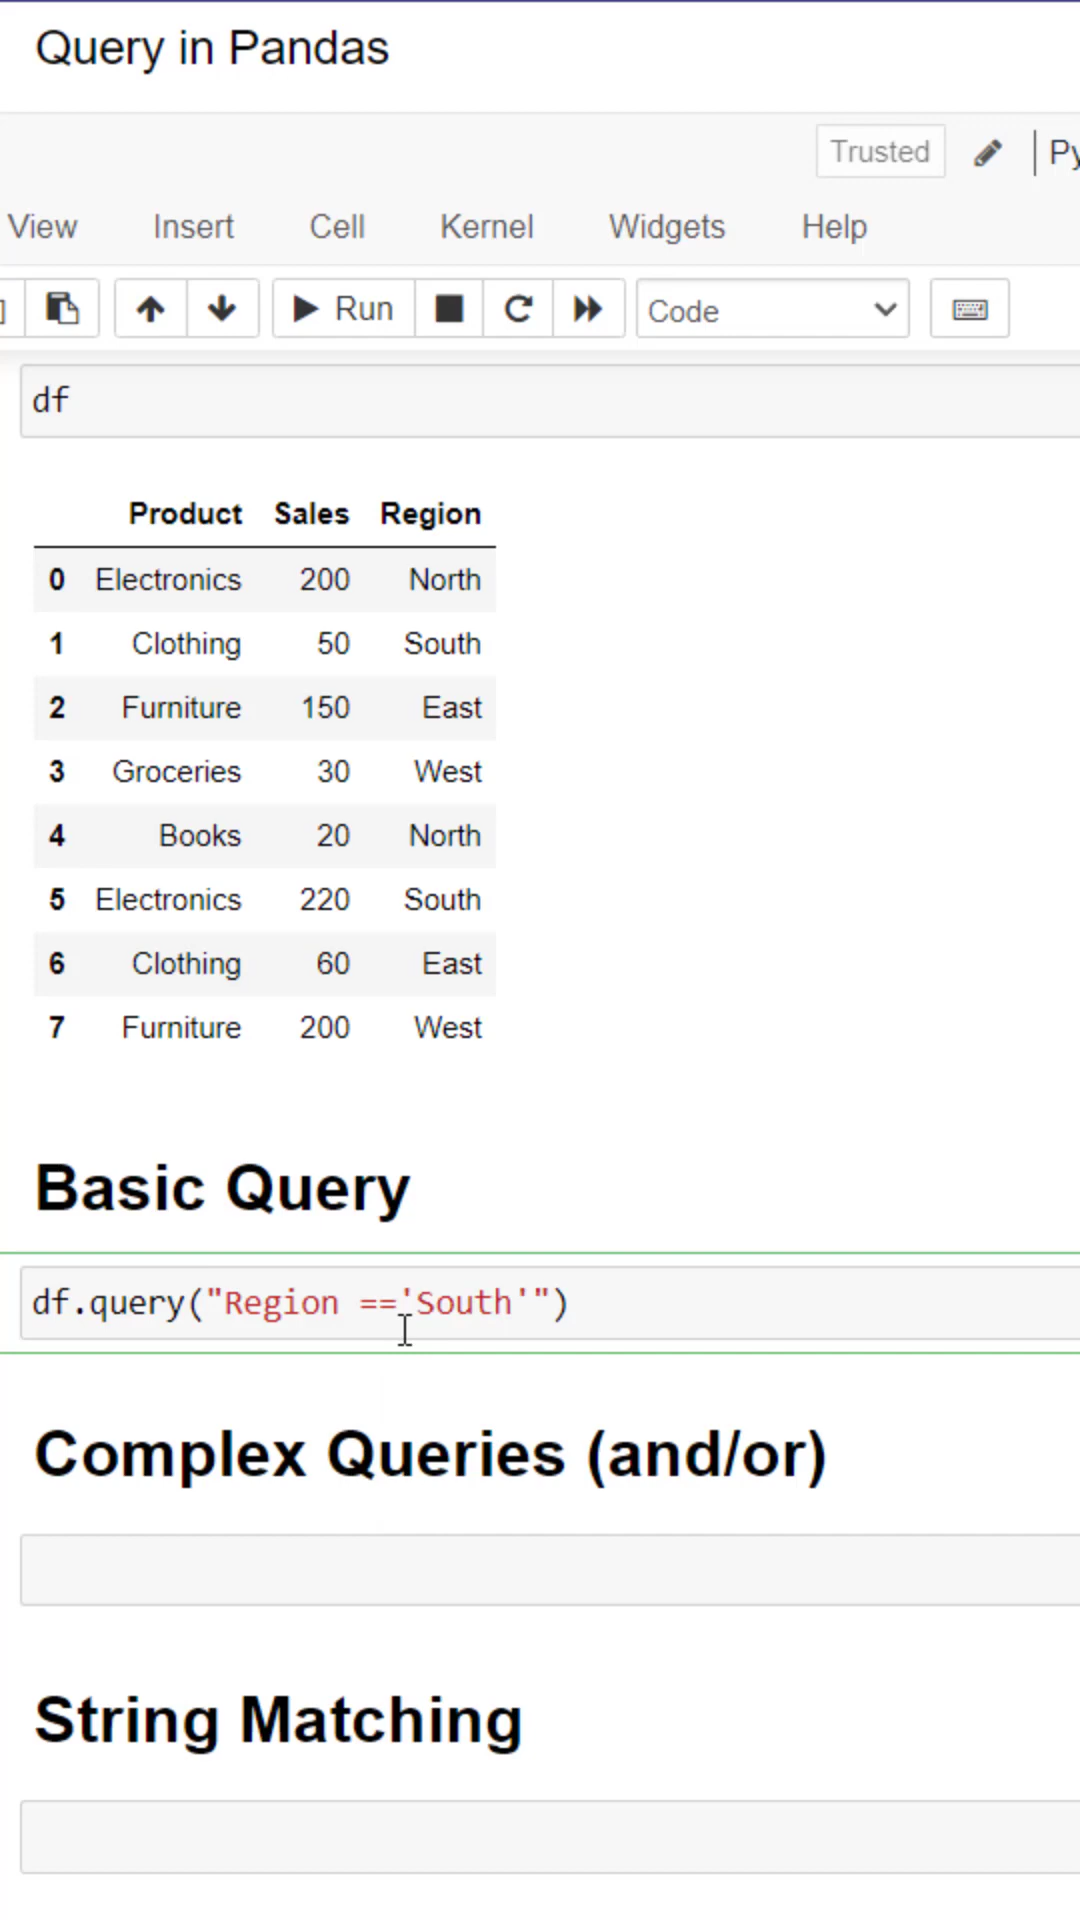 Query in Pandas
Trusted
View Insert Cell Kernel Widgets Help
Run Code
df
Product Sales Region
0 Electronics 200 North
1 Clothing 50 South
2 Furniture 150 East
3 Groceries 30 West
4 Books 20 North
5 Electronics 220 South
6 Clothing 60 East
7 Furniture 200 West
Basic Query
df.query("Region =='South'")
Complex Queries (and/or)
String Matching